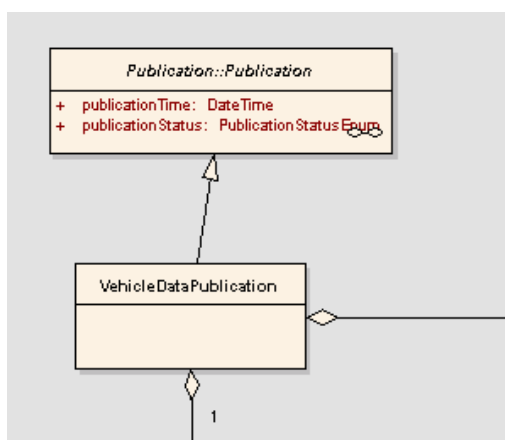 Publication::Publication
+ publicationTime: DateTime
+ publicationStatus: PublicationStatusEnum
VehicleDataPublication
1